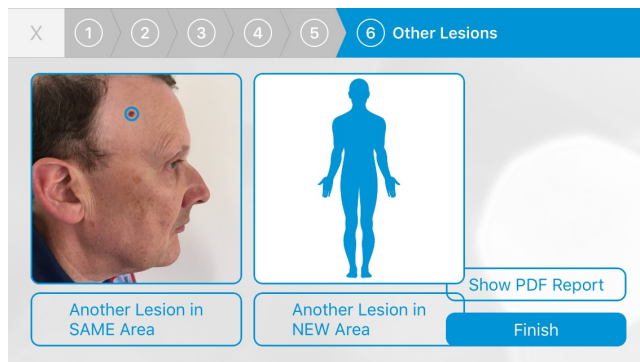 X 1 2 3 4 5 6 Other Lesions
Another Lesion in
SAME Area
Another Lesion in
NEW Area
Show PDF Report
Finish